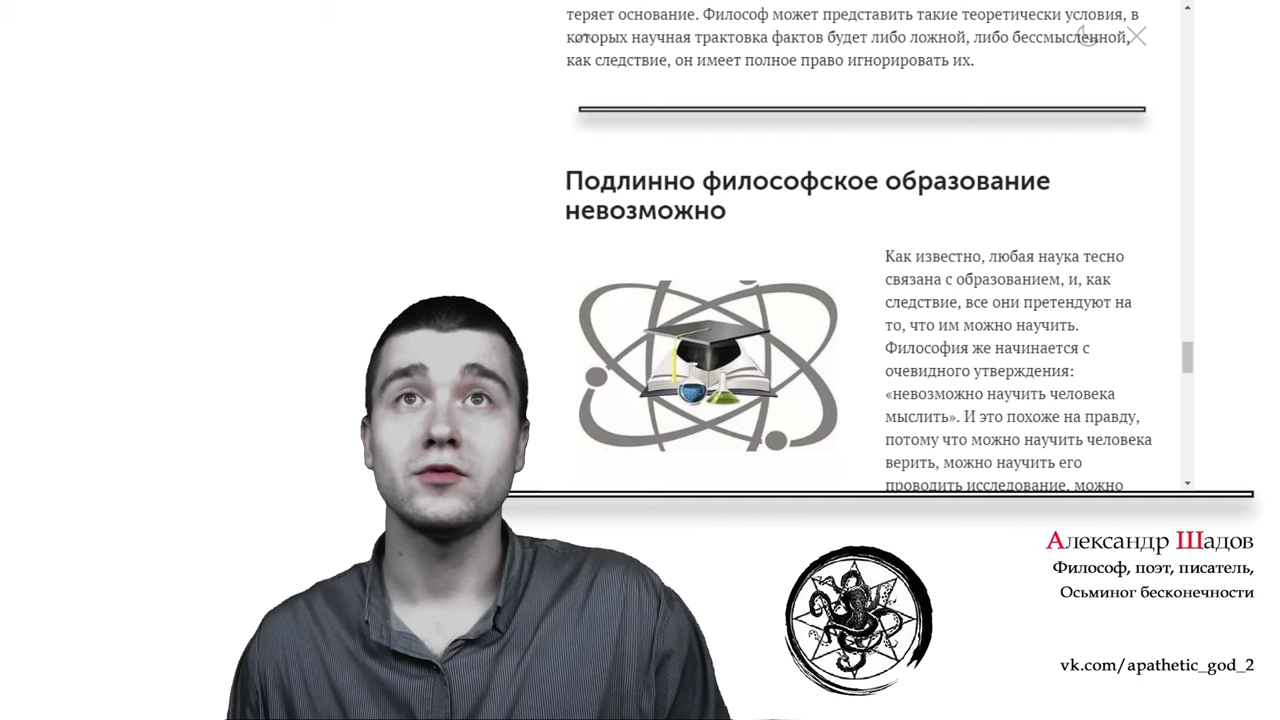 теряет основание. Философ может представить такие теоретически условия, в
которых научная трактовка фактов будет либо ложной, либо бессмысленной,
как следствие, он имеет полное право игнорировать их.
Подлинно философское образование
невозможно
Как известно, любая наука тесно
связана с образованием, и, как
следствие, все они претендуют на
то, что им можно научить.
Философия же начинается с
очевидного утверждения:
«невозможно научить человека
мыслить». И это похоже на правду,
потому что можно научить человека
верить, можно научить его
проводить исследование, можно
Александр Шадов
Философ, поэт, писатель,
Осьминог бесконечности
vk.com/apathetic_god_2